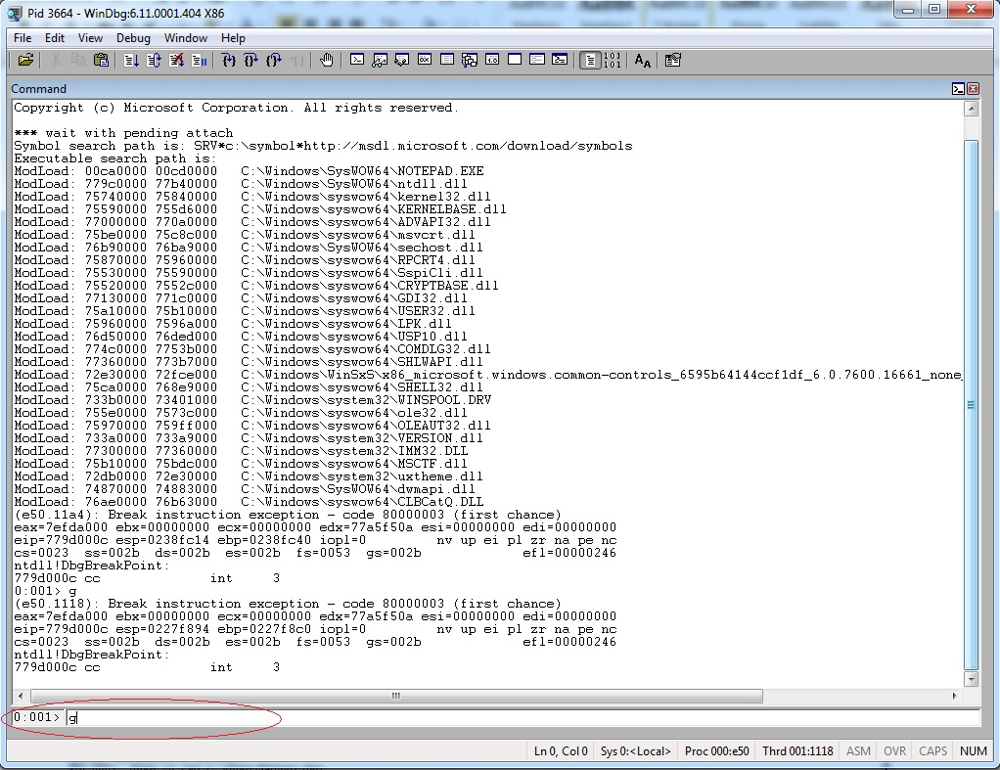 Pid 3664 - WinDbg:6.11.0001.404 X86
File Edit View Debug Window Help
Command
Copyright (c) Microsoft Corporation. All rights reserved.
*** wait with pending attach
Symbol search path is: SRV*c:\symbol*http://msdl.microsoft.com/download/symbols
Executable search path is:
ModLoad: 00ca0000 00cd0000   C:\Windows\SysWOW64\NOTEPAD.EXE
ModLoad: 779c0000 77b40000   C:\Windows\SysWOW64\ntdll.dll
ModLoad: 75740000 75840000   C:\Windows\syswow64\kernel32.dll
ModLoad: 75590000 755d6000   C:\Windows\syswow64\KERNELBASE.dll
ModLoad: 77000000 770a0000   C:\Windows\syswow64\ADVAPI32.dll
ModLoad: 75be0000 75c8c000   C:\Windows\syswow64\msvcrt.dll
ModLoad: 76b90000 76ba9000   C:\Windows\SysWOW64\sechost.dll
ModLoad: 75870000 75960000   C:\Windows\syswow64\RPCRT4.dll
ModLoad: 75530000 75590000   C:\Windows\syswow64\SspiCli.dll
ModLoad: 75520000 7552c000   C:\Windows\syswow64\CRYPTBASE.dll
ModLoad: 77130000 771c0000   C:\Windows\syswow64\GDI32.dll
ModLoad: 75a10000 75b10000   C:\Windows\syswow64\USER32.dll
ModLoad: 75960000 7596a000   C:\Windows\syswow64\LPK.dll
ModLoad: 76d50000 76ded000   C:\Windows\syswow64\USP10.dll
ModLoad: 774c0000 7753b000   C:\Windows\syswow64\COMDLG32.dll
ModLoad: 77360000 773b7000   C:\Windows\syswow64\SHLWAPI.dll
ModLoad: 72e30000 72fce000   C:\Windows\WinSxS\x86_microsoft.windows.common-controls_6595b64144ccf1df_6.0.7600.16661_none_
ModLoad: 75ca0000 768e9000   C:\Windows\syswow64\SHELL32.dll
ModLoad: 733b0000 73401000   C:\Windows\system32\WINSPOOL.DRV
ModLoad: 755e0000 7573c000   C:\Windows\syswow64\ole32.dll
ModLoad: 75970000 759ff000   C:\Windows\syswow64\OLEAUT32.dll
ModLoad: 733a0000 733a9000   C:\Windows\system32\VERSION.dll
ModLoad: 77300000 77360000   C:\Windows\system32\IMM32.DLL
ModLoad: 75b10000 75bdc000   C:\Windows\syswow64\MSCTF.dll
ModLoad: 72db0000 72e30000   C:\Windows\system32\uxtheme.dll
ModLoad: 74870000 74883000   C:\Windows\SysWOW64\dwmapi.dll
ModLoad: 76ae0000 76b63000   C:\Windows\syswow64\CLBCatQ.DLL
(e50.11a4): Break instruction exception - code 80000003 (first chance)
eax=7efda000 ebx=00000000 ecx=00000000 edx=77a5f50a esi=00000000 edi=00000000
eip=779d000c esp=0238fc14 ebp=0238fc40 iopl=0         nv up ei pl zr na pe nc
cs=0023  ss=002b  ds=002b  es=002b  fs=0053  gs=002b             efl=00000246
ntdll!DbgBreakPoint:
779d000c cc              int     3
0:001> g
(e50.1118): Break instruction exception - code 80000003 (first chance)
eax=7efda000 ebx=00000000 ecx=00000000 edx=77a5f50a esi=00000000 edi=00000000
eip=779d000c esp=0227f894 ebp=0227f8c0 iopl=0         nv up ei pl zr na pe nc
cs=0023  ss=002b  ds=002b  es=002b  fs=0053  gs=002b             efl=00000246
ntdll!DbgBreakPoint:
779d000c cc              int     3
0:001> g
Ln 0, Col 0 Sys 0:<Local> Proc 000:e50 Thrd 001:1118 ASM OVR CAPS NUM